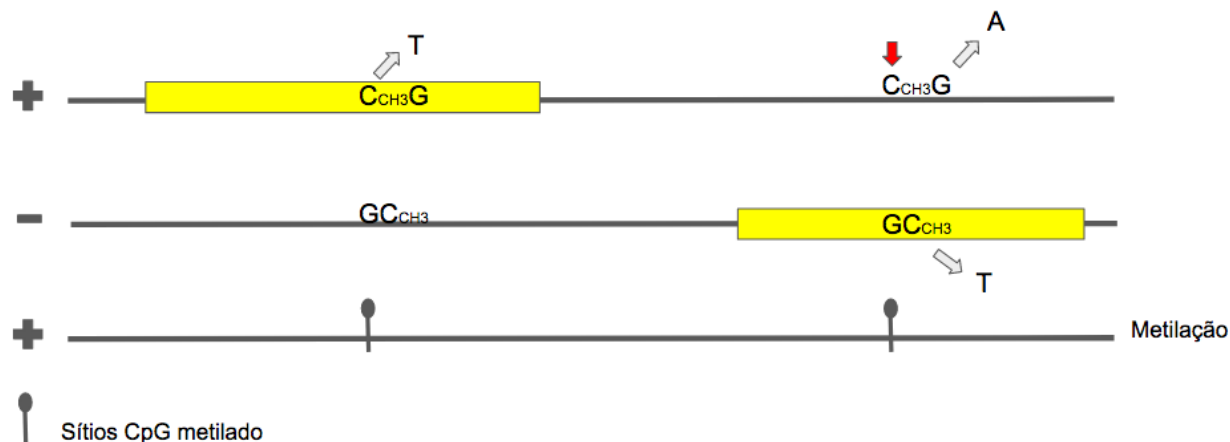 T
A
CCH3G
CCH3G
GCCH3
GCCH3
T
Metilação
Sítios CpG metilado